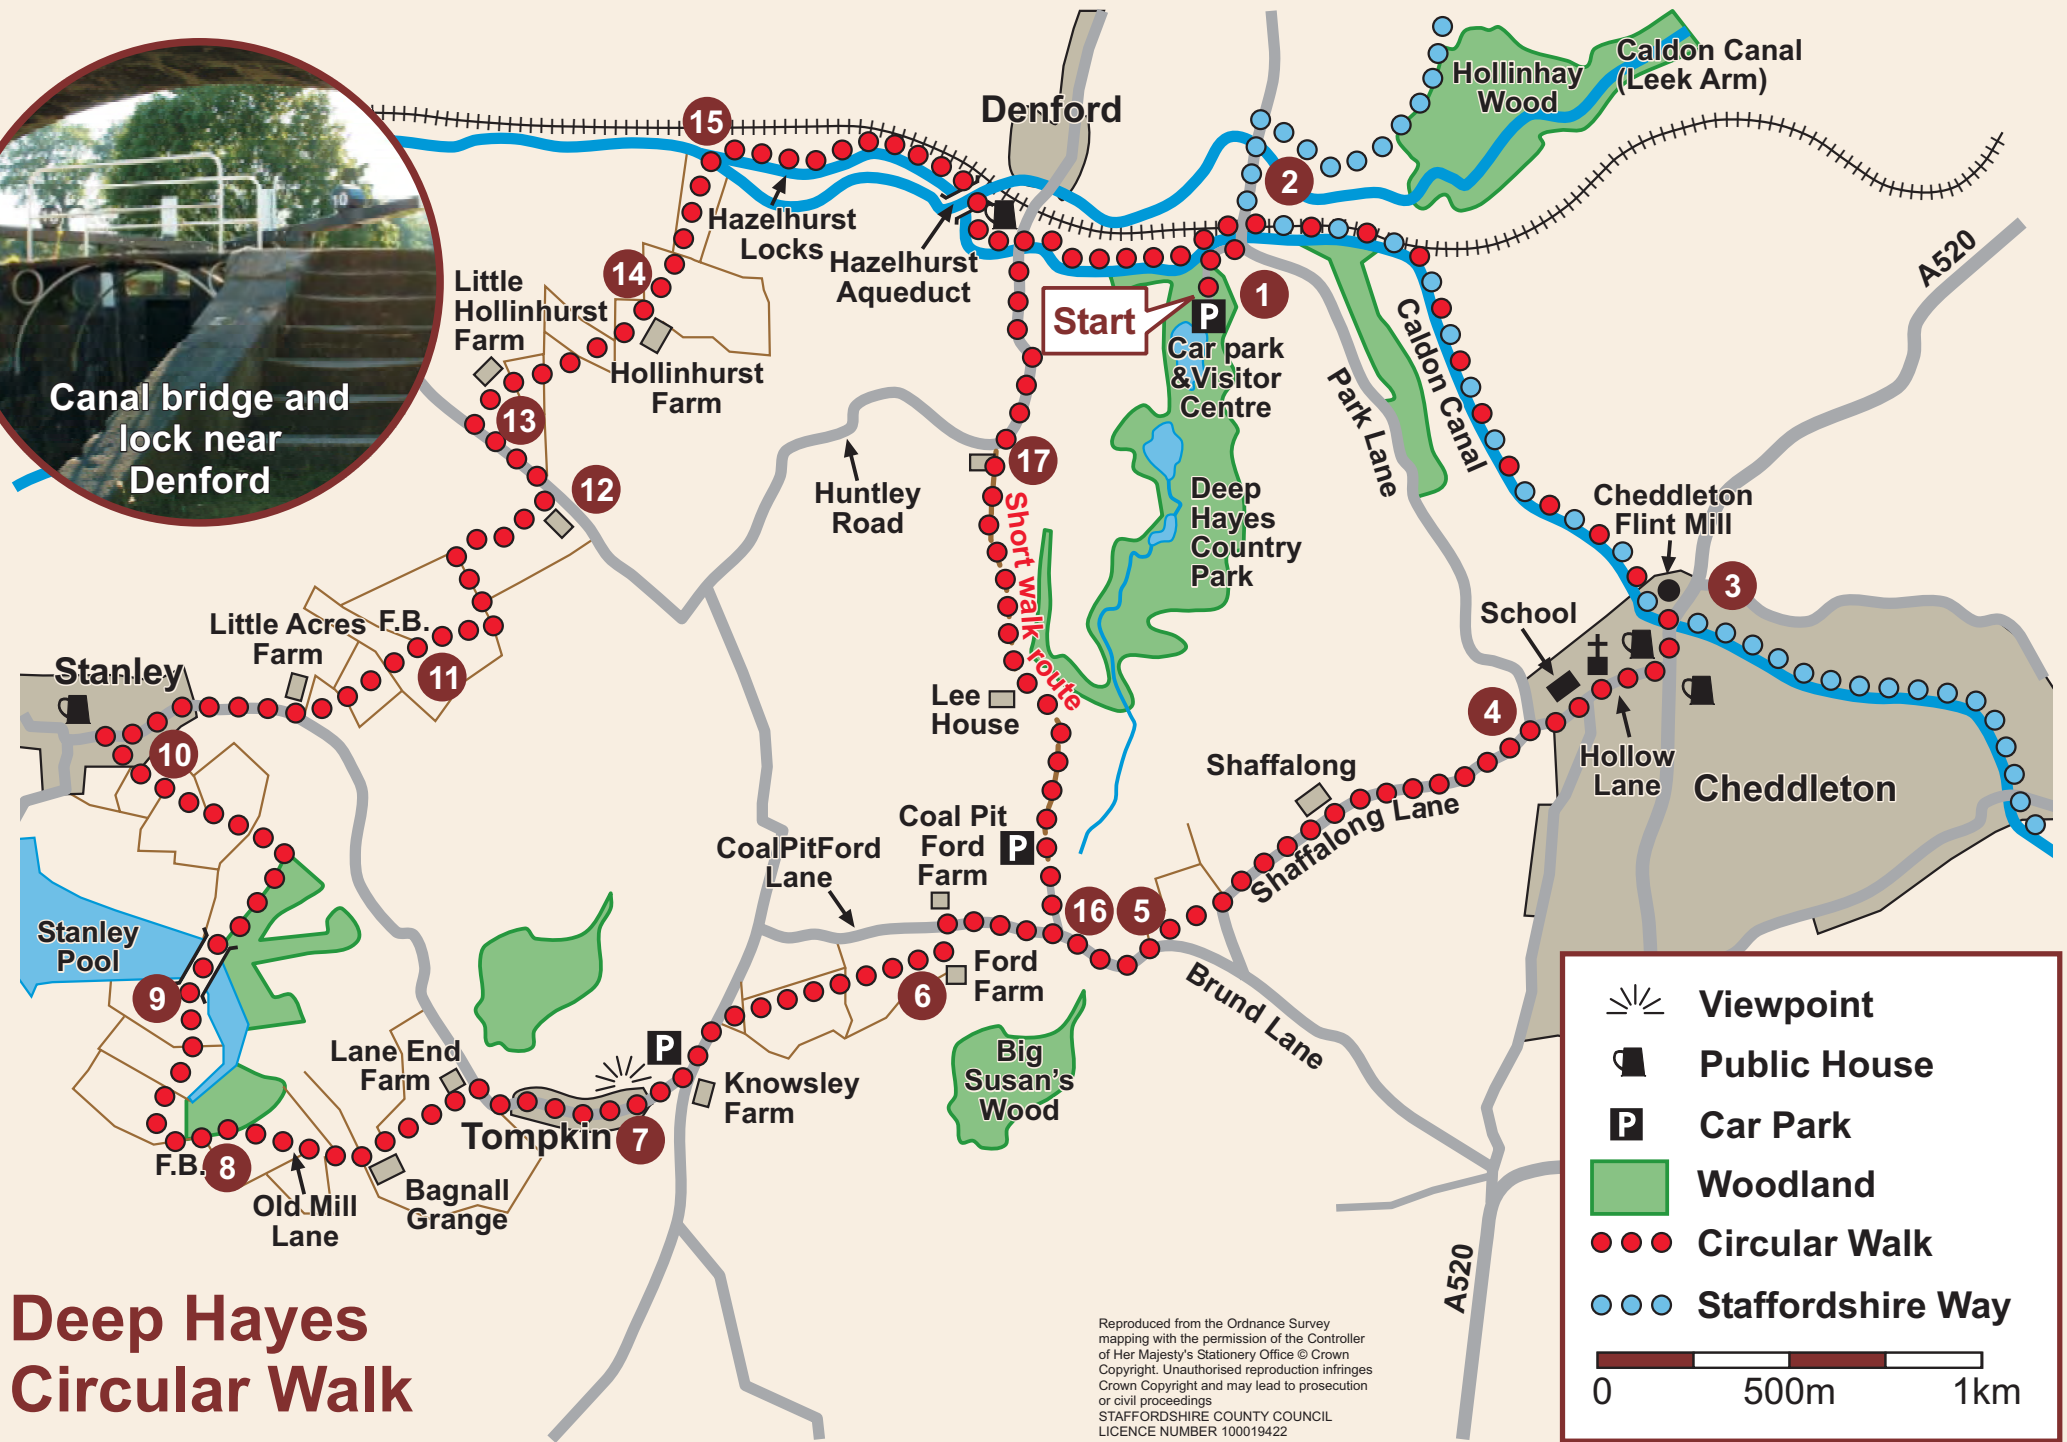 Deep Hayes
Circular Walk
Canal bridge and
lock near
Denford
15
Denford
Hollinhay
Wood
Caldon Canal
(Leek Arm)
2
Hazelhurst
Locks
Hazelhurst
Aqueduct
14
Little
Hollinhurst
Farm
Hollinhurst
Farm
13
12
Start
1
P
Car park
&Visitor
Centre
Park Lane
Caldon Canal
A520
17
Huntley
Road
Short walk route
Deep
Hayes
Country
Park
Cheddleton
Flint Mill
3
School
4
Hollow
Lane
Cheddleton
Little Acres
Farm
F.B.
11
Stanley
10
Lee
House
Shaffalong
Shaffalong Lane
Coal Pit
Ford
Farm
P
CoalPitFord
Lane
16
5
Stanley
Pool
9
Ford
Farm
6
Brund Lane
Lane End
Farm
P
Knowsley
Farm
Big
Susan's
Wood
Tompkin
7
F.B.
8
Old Mill
Lane
Bagnall
Grange
A520
Viewpoint
Public House
P
Car Park
Woodland
Circular Walk
Staffordshire Way
0 500m 1km
Reproduced from the Ordnance Survey
mapping with the permission of the Controller
of Her Majesty's Stationery Office © Crown
Copyright. Unauthorised reproduction infringes
Crown Copyright and may lead to prosecution
or civil proceedings
STAFFORDSHIRE COUNTY COUNCIL
LICENCE NUMBER 100019422